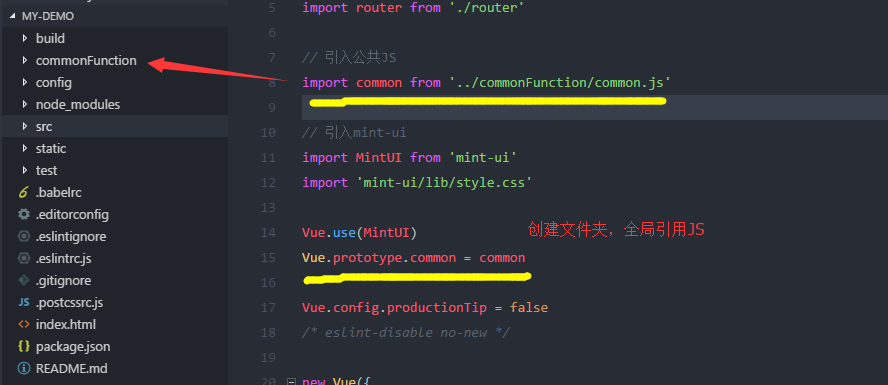 MY-DEMO
build
commonFunction
config
node_modules
src
static
test
.babelrc
.editorconfig
.eslintignore
.eslintrc.js
.gitignore
.postcssrc.js
index.html
package.json
README.md
5 import router from './router'
6
7 // 引入公共JS
8 import common from '../commonFunction/common.js'
9
10 // 引入mint-ui
11 import MintUI from 'mint-ui'
12 import 'mint-ui/lib/style.css'
13
14 Vue.use(MintUI)
创建文件夹，全局引用JS
15 Vue.prototype.common = common
16
17 Vue.config.productionTip = false
18 /* eslint-disable no-new */
19
20 new Vue({